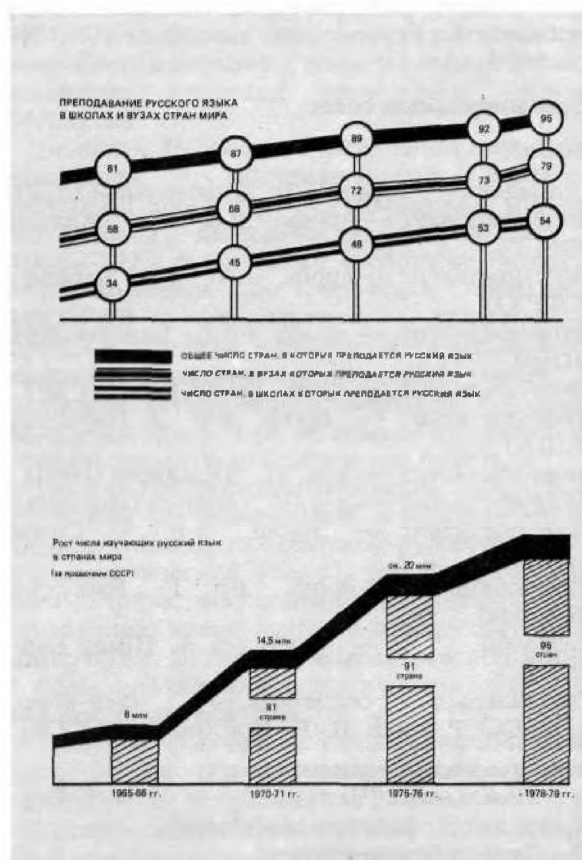 ПРЕПОДАВАНИЕ РУССКОГО ЯЗЫКА
В ШКОЛАХ И ВУЗАХ СТРАН МИРА
81 87 89 92 95
68 68 72 73 79
34 45 48 53 54
ОБЩЕЕ ЧИСЛО СТРАН, В КОТОРЫХ ПРЕПОДАЕТСЯ РУССКИЙ ЯЗЫК
ЧИСЛО СТРАН, В ВУЗАХ КОТОРЫХ ПРЕПОДАЕТСЯ РУССКИЙ ЯЗЫК
ЧИСЛО СТРАН, В ШКОЛАХ КОТОРЫХ ПРЕПОДАЕТСЯ РУССКИЙ ЯЗЫК
Рост числа изучающих русский язык
в странах мира
(за пределами СССР)
8 млн
14,5 млн
ок. 20 млн
81
страна
91
страна
95
стран
1965-66 гг. 1970-71 гг. 1975-76 гг. 1978-79 гг.